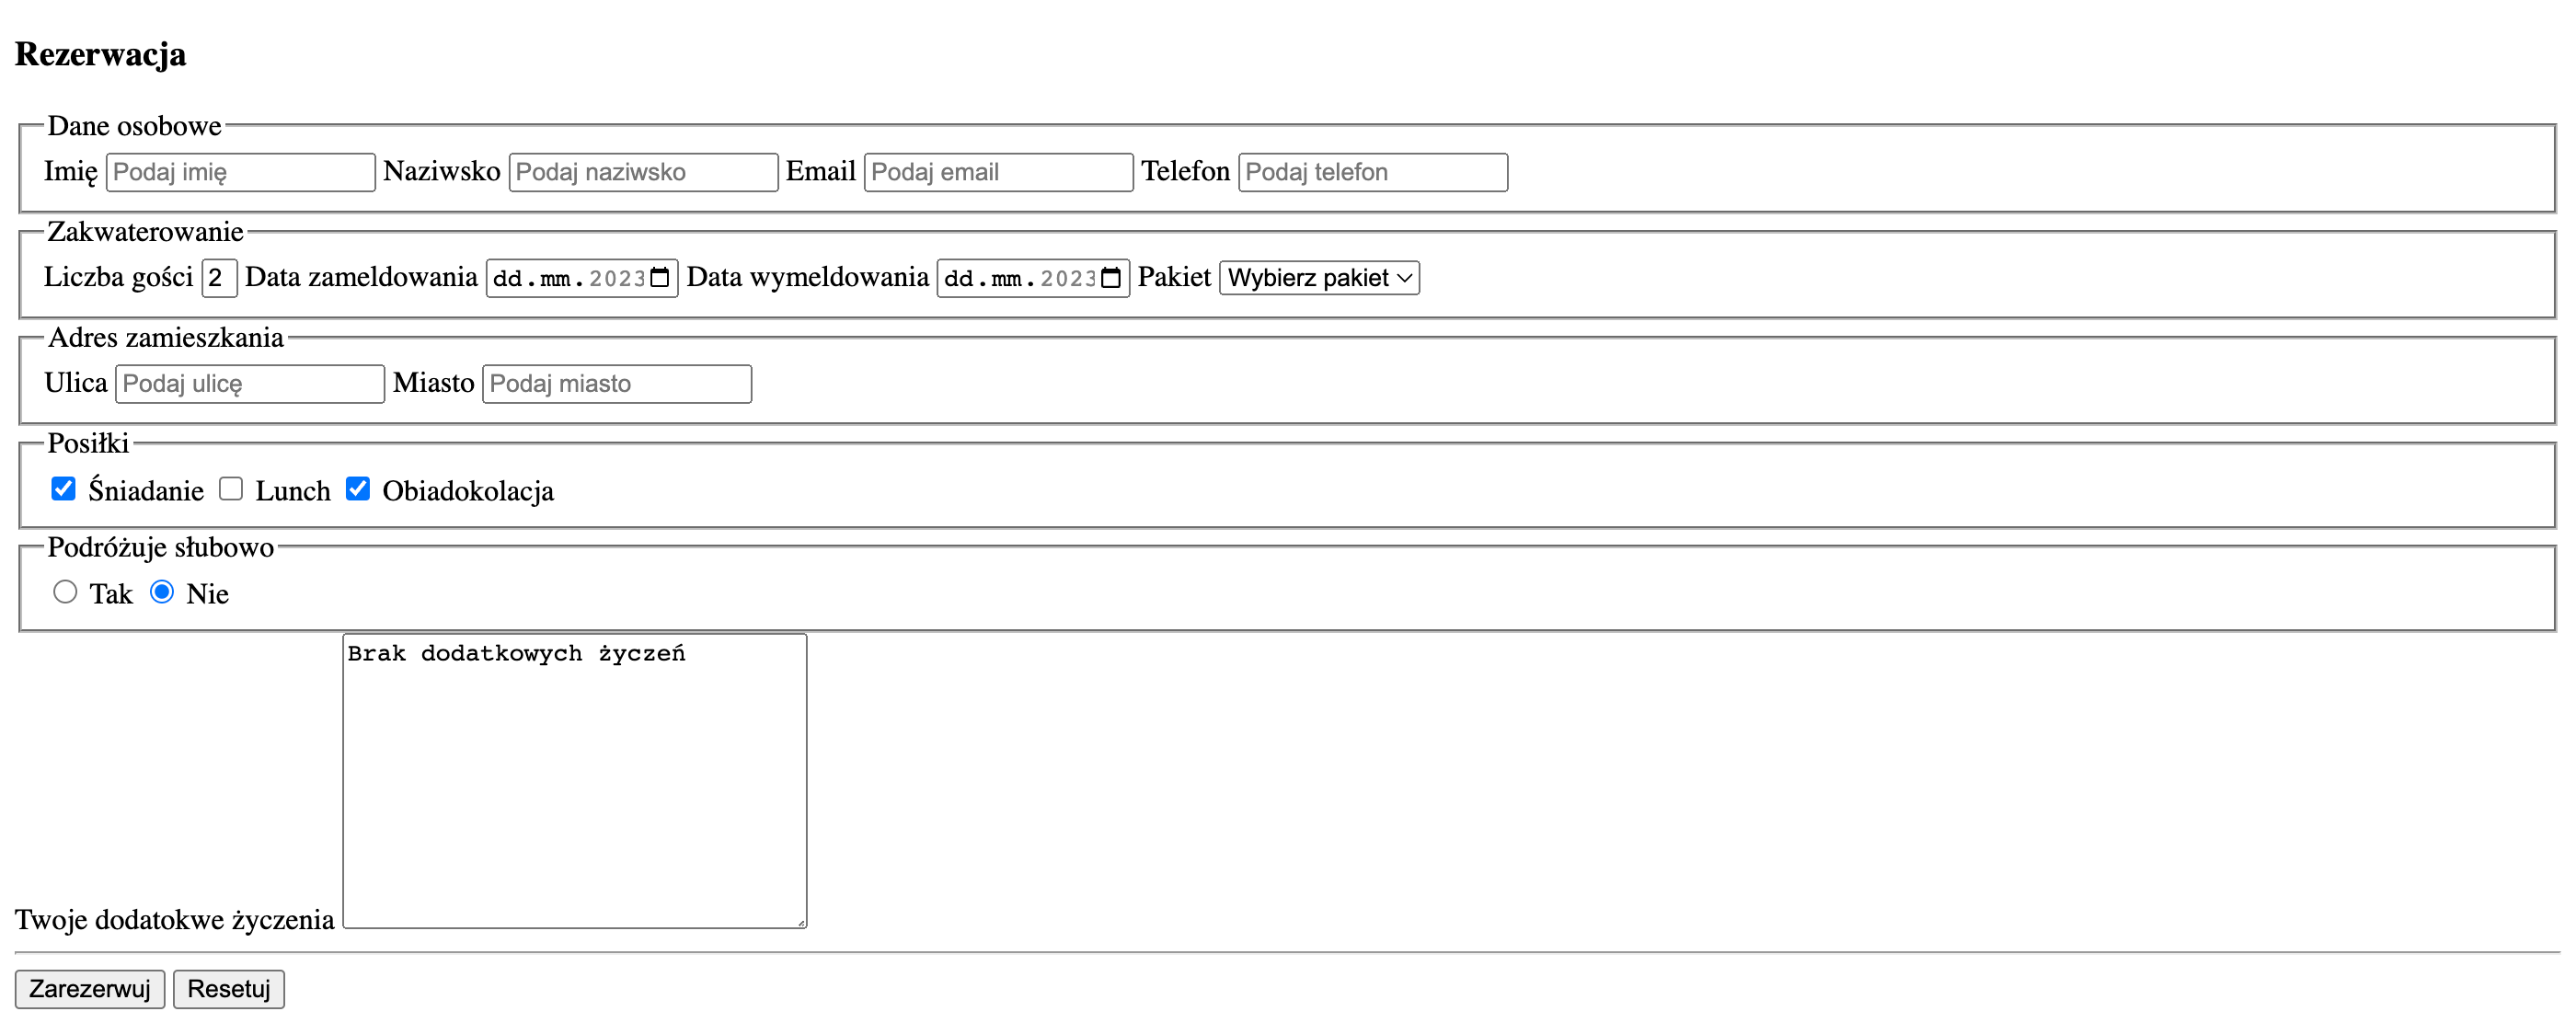 Rezerwacja
Dane osobowe
Imię Podaj imię Naziwsko Podaj naziwsko Email Podaj email Telefon Podaj telefon
Zakwaterowanie
Liczba gości 2 Data zameldowania dd.mm.2023 Data wymeldowania dd.mm.2023 Pakiet Wybierz pakiet
Adres zamieszkania
Ulica Podaj ulicę Miasto Podaj miasto
Posiłki
Śniadanie Lunch Obiadokolacja
Podróżuje słubowo
Tak Nie
Brak dodatkowych życzeń
Twoje dodatokwe życzenia
Zarezerwuj Resetuj